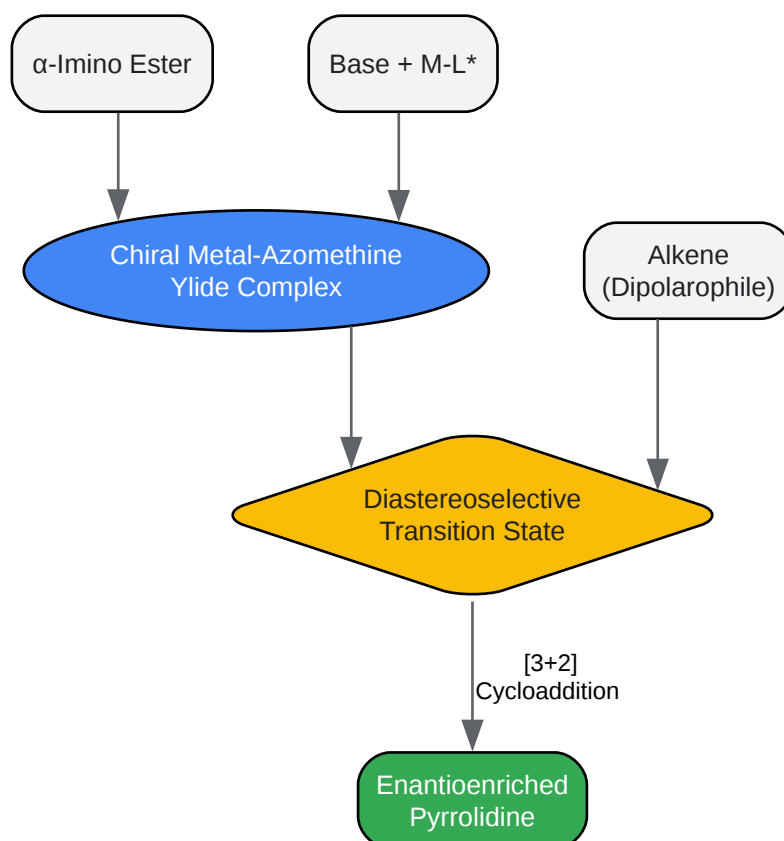 α-Imino Ester
Base + M-L*
Chiral Metal-Azomethine
Ylide Complex
Alkene
(Dipolarophile)
Diastereoselective
Transition State
[3+2]
Cycloaddition
Enantioenriched
Pyrrolidine